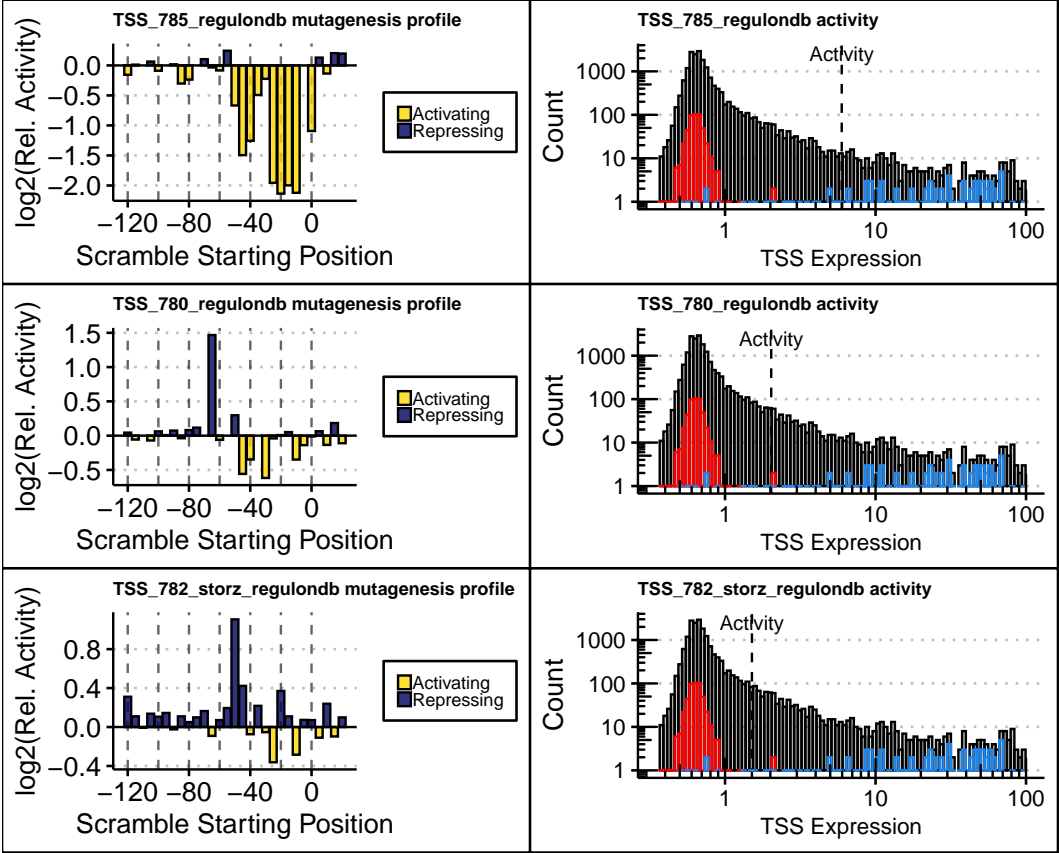 TSS_785_regulondb mutagenesis profile
log2(Rel. Activity)
0.0
−0.5
−1.0
−1.5
−2.0
−120 −80 −40 0
Scramble Starting Position
Activating
Repressing
TSS_785_regulondb activity
Activity
Count
1000
100
10
1
1 10 100
TSS Expression
TSS_780_regulondb mutagenesis profile
log2(Rel. Activity)
1.5
1.0
0.5
0.0
−0.5
−120 −80 −40 0
Scramble Starting Position
Activating
Repressing
TSS_780_regulondb activity
Activity
Count
1000
100
10
1
1 10 100
TSS Expression
TSS_782_storz_regulondb mutagenesis profile
log2(Rel. Activity)
0.8
0.4
0.0
−0.4
−120 −80 −40 0
Scramble Starting Position
Activating
Repressing
TSS_782_storz_regulondb activity
Activity
Count
1000
100
10
1
1 10 100
TSS Expression